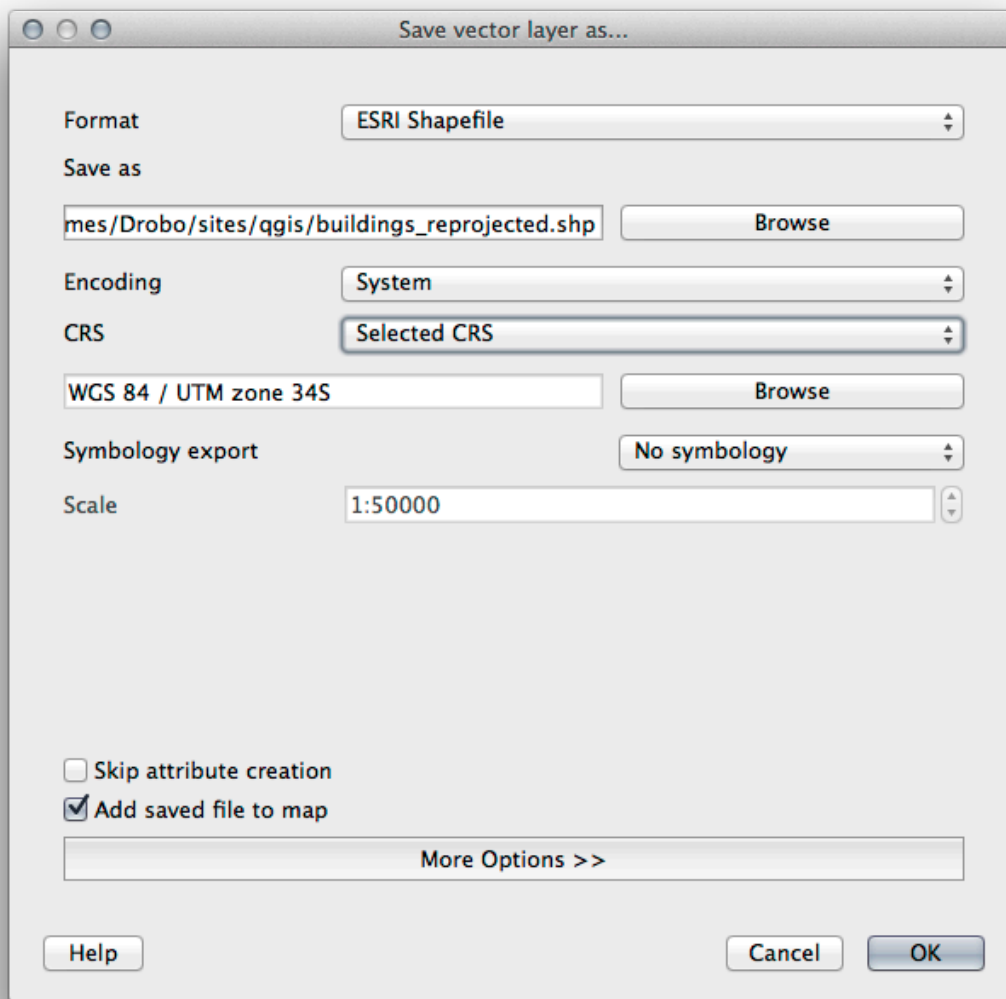 Save vector layer as...
Format ESRI Shapefile
Save as
mes/Drobo/sites/qgis/buildings_reprojected.shp Browse
Encoding System
CRS Selected CRS
WGS 84 / UTM zone 34S Browse
Symbology export No symbology
Scale 1:50000
Skip attribute creation
Add saved file to map
More Options >>
Help Cancel OK